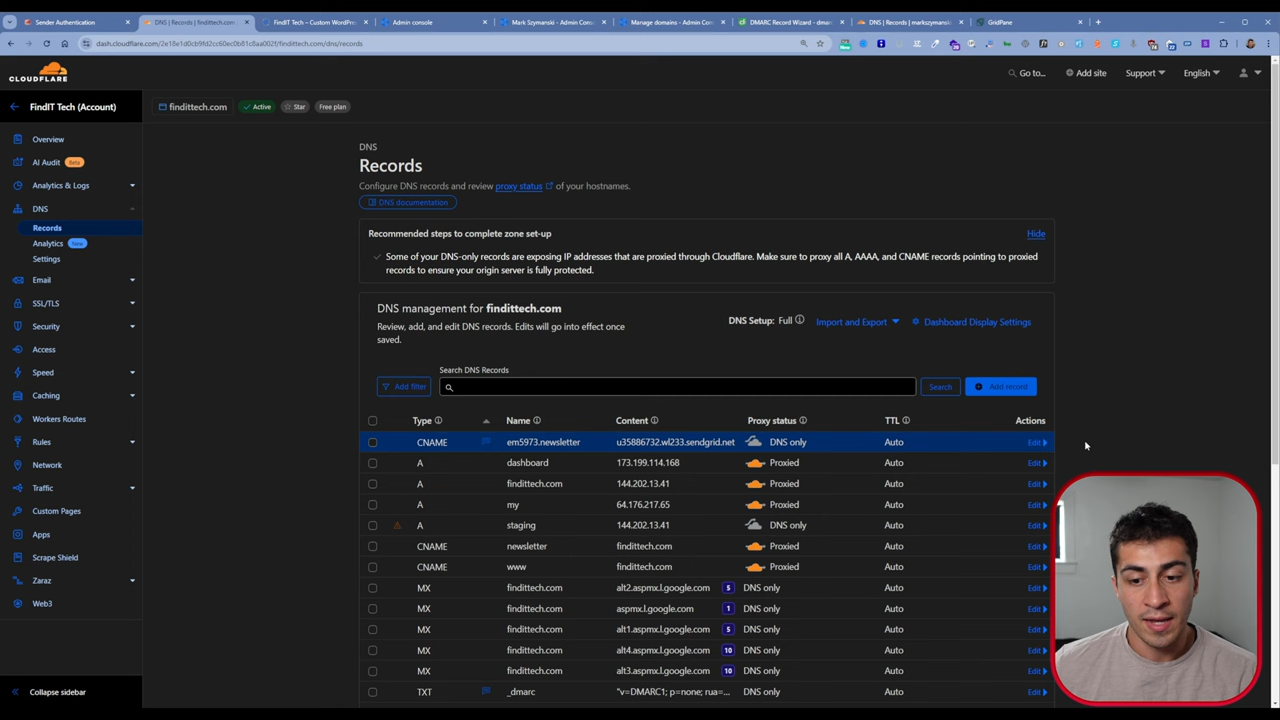 Sender Authentication
DNS | Records | findittech.com
FindIT Tech – Custom WordPre
Admin console
Mark Szymanski - Admin Cons
Manage domains - Admin Cons
DMARC Record Wizard - dmar
DNS | Records | markszyman
GridPane
dash.cloudflare.com/2e18e1d0cb9fd2cc60ec0b81c8aa002f/findittech.com/dns/records
CLOUDFLARE
Go to...
Add site
Support
English
FindIT Tech (Account)
findittech.com
Active
Star
Free plan
Overview
AI Audit Beta
Analytics & Logs
DNS
Records
Analytics New
Settings
Email
SSL/TLS
Security
Access
Speed
Caching
Workers Routes
Rules
Network
Traffic
Custom Pages
Apps
Scrape Shield
Zaraz
Web3
Collapse sidebar
DNS
Records
Configure DNS records and review proxy status of your hostnames.
DNS documentation
Recommended steps to complete zone set-up
Hide
Some of your DNS-only records are exposing IP addresses that are proxied through Cloudflare. Make sure to proxy all A, AAAA, and CNAME records pointing to proxied
records to ensure your origin server is fully protected.
DNS management for findittech.com
Review, add, and edit DNS records. Edits will go into effect once
saved.
DNS Setup: Full
Import and Export
Dashboard Display Settings
Search DNS Records
Add filter
Search
Add record
Type Name Content Proxy status TTL Actions
CNAME em5973.newsletter u35886732.wl233.sendgrid.net DNS only Auto Edit
A dashboard 173.199.114.168 Proxied Auto Edit
A findittech.com 144.202.13.41 Proxied Auto Edit
A my 64.176.217.65 Proxied Auto Edit
A staging 144.202.13.41 DNS only Auto Edit
CNAME newsletter findittech.com Proxied Auto Edit
CNAME www findittech.com Proxied Auto Edit
MX findittech.com alt2.aspmx.l.google.com 5 DNS only Auto Edit
MX findittech.com aspmx.l.google.com 1 DNS only Auto Edit
MX findittech.com alt1.aspmx.l.google.com 5 DNS only Auto Edit
MX findittech.com alt4.aspmx.l.google.com 10 DNS only Auto Edit
MX findittech.com alt3.aspmx.l.google.com 10 DNS only Auto Edit
TXT _dmarc "v=DMARC1; p=none; rua=... DNS only Auto Edit